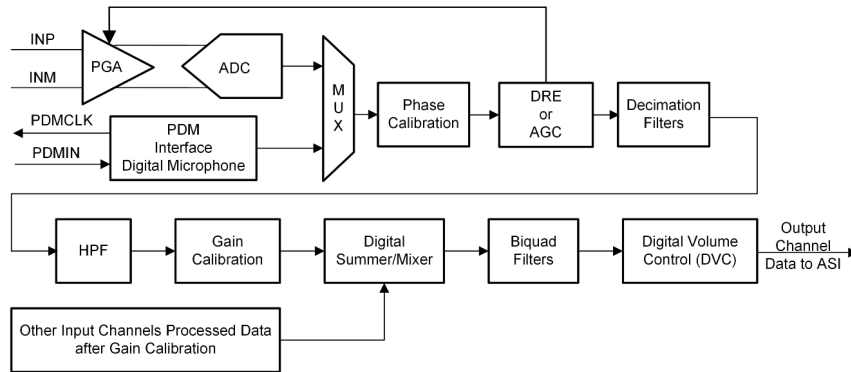 INP
INM
PGA
ADC
PDMCLK
PDMIN
PDM
Interface
Digital Microphone
M
U
X
Phase
Calibration
DRE
or
AGC
Decimation
Filters
HPF
Gain
Calibration
Digital
Summer/Mixer
Biquad
Filters
Digital Volume
Control (DVC)
Output
Channel
Data to ASI
Other Input Channels Processed Data
after Gain Calibration